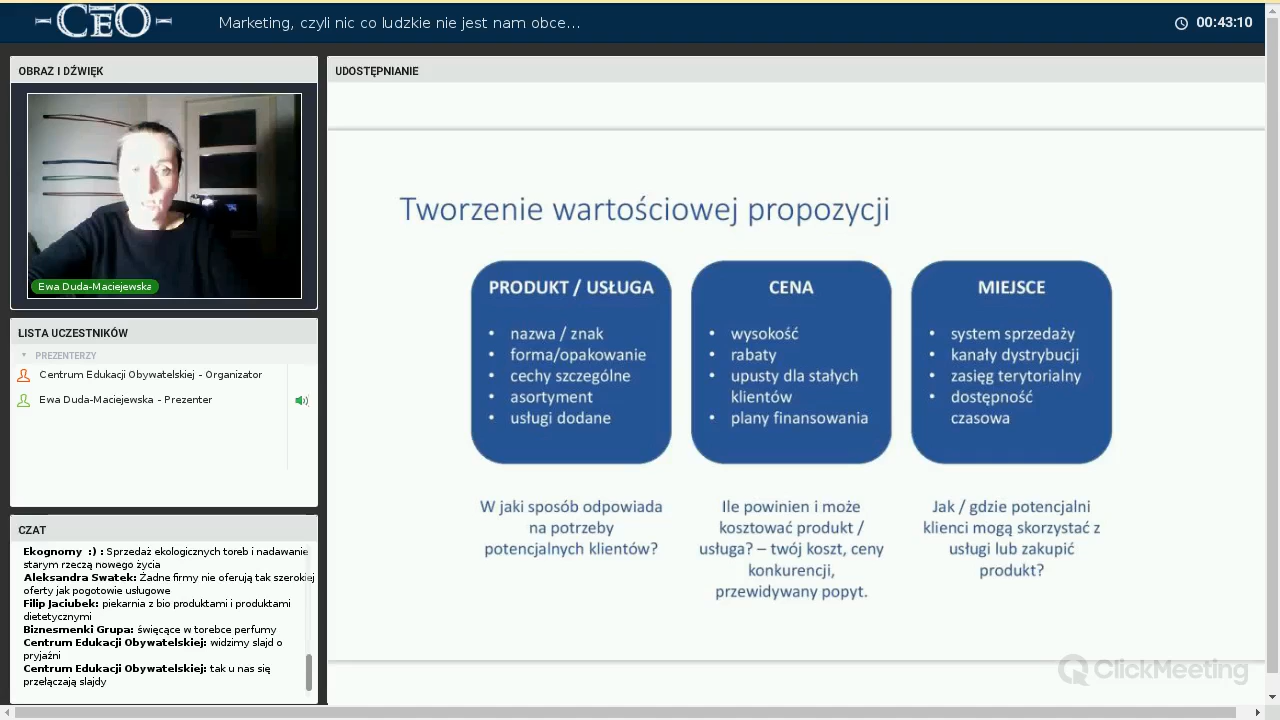 CEO
Marketing, czyli nic co ludzkie nie jest nam obce...
00:43:10
OBRAZ I DŹWIĘK
Ewa Duda-Maciejewska
LISTA UCZESTNIKÓW
PREZENTERZY
Centrum Edukacji Obywatelskiej - Organizator
Ewa Duda-Maciejewska - Prezenter
CZAT
Ekognomy :) : Sprzedaż ekologicznych toreb i nadawanie
starym rzeczą nowego życia
Aleksandra Swatek: Żadne firmy nie oferują tak szerokiej
oferty jak pogotowie usługowe
Filip Jaciubek: piekarnia z bio produktami i produktami
dietetycznymi
Biznesmenki Grupa: święcące w torebce perfumy
Centrum Edukacji Obywatelskiej: widzimy slajd o
pryjaźni
Centrum Edukacji Obywatelskiej: tak u nas się
przełączają slajdy
UDOSTĘPNIANIE
Tworzenie wartościowej propozycji
PRODUKT / USŁUGA
• nazwa / znak
• forma/opakowanie
• cechy szczególne
• asortyment
• usługi dodane
W jaki sposób odpowiada
na potrzeby
potencjalnych klientów?
CENA
• wysokość
• rabaty
• upusty dla stałych
klientów
• plany finansowania
Ile powinien i może
kosztować produkt /
usługa? – twój koszt, ceny
konkurencji,
przewidywany popyt.
MIEJSCE
• system sprzedaży
• kanały dystrybucji
• zasięg terytorialny
• dostępność
czasowa
Jak / gdzie potencjalni
klienci mogą skorzystać z
usługi lub zakupić
produkt?
ClickMeeting